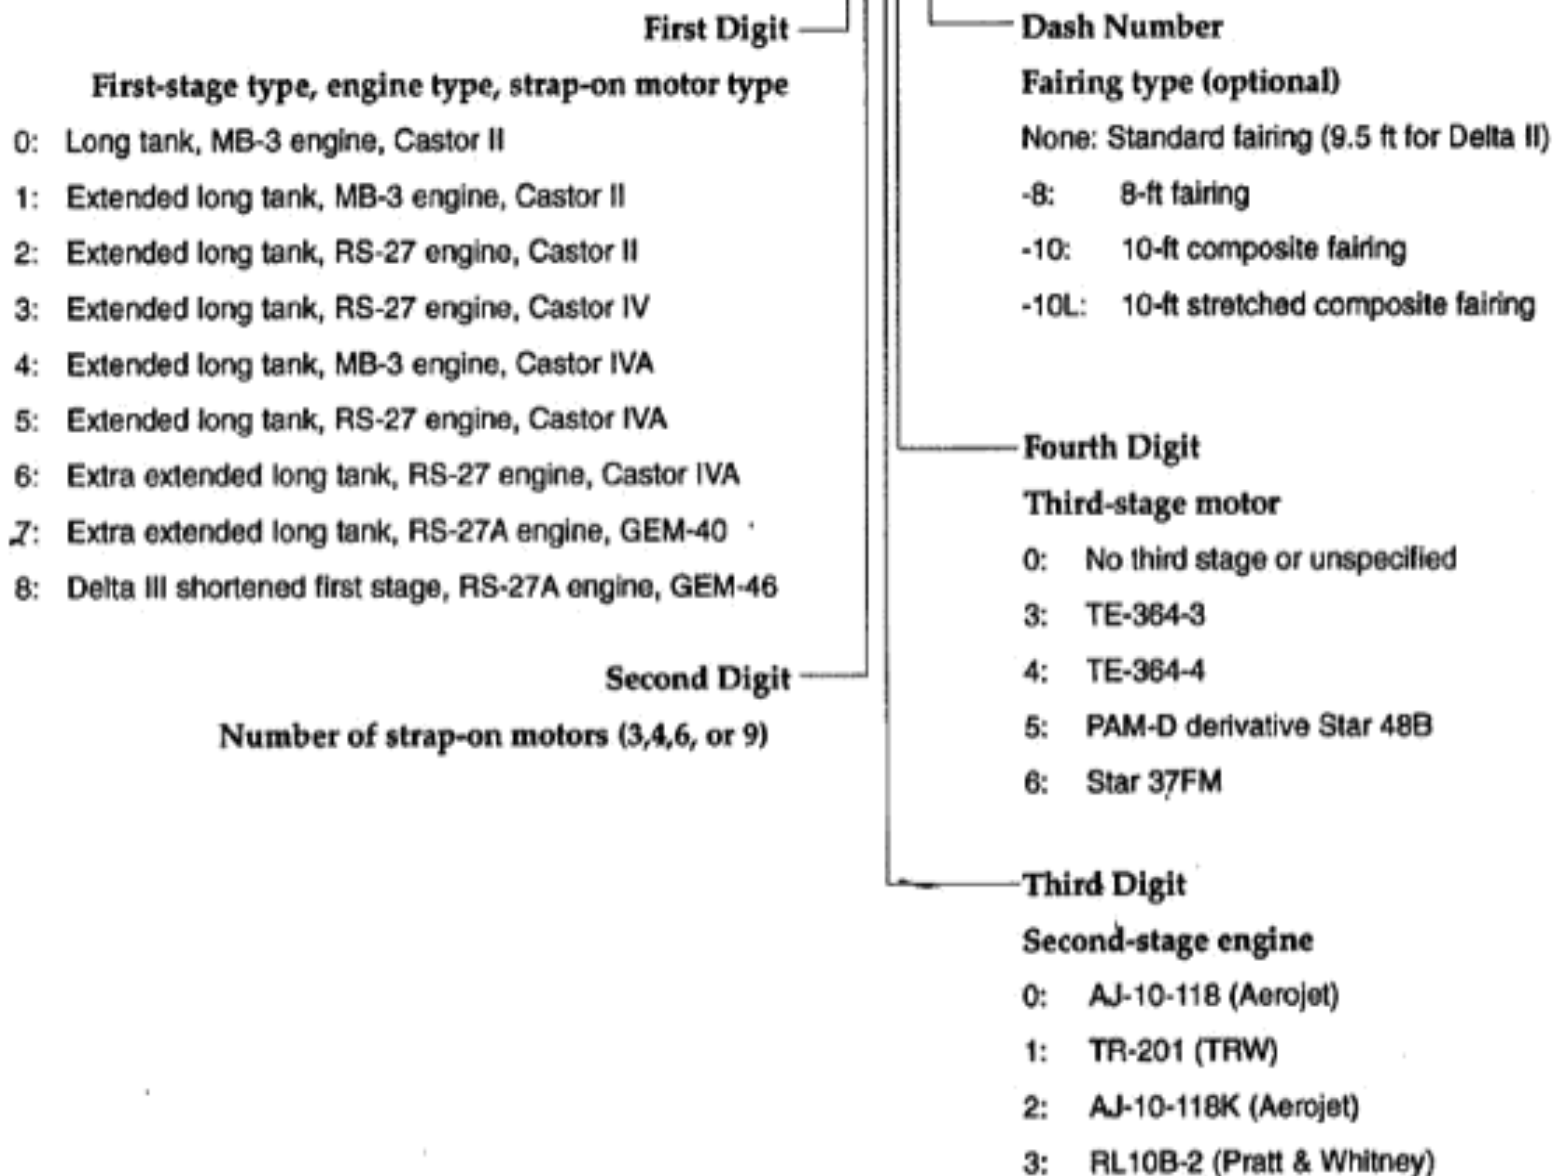 First Digit
First-stage type, engine type, strap-on motor type
0: Long tank, MB-3 engine, Castor II
1: Extended long tank, MB-3 engine, Castor II
2: Extended long tank, RS-27 engine, Castor II
3: Extended long tank, RS-27 engine, Castor IV
4: Extended long tank, MB-3 engine, Castor IVA
5: Extended long tank, RS-27 engine, Castor IVA
6: Extra extended long tank, RS-27 engine, Castor IVA
7: Extra extended long tank, RS-27A engine, GEM-40
8: Delta III shortened first stage, RS-27A engine, GEM-46
Second Digit
Number of strap-on motors (3,4,6, or 9)
Dash Number
Fairing type (optional)
None: Standard fairing (9.5 ft for Delta II)
-8: 8-ft fairing
-10: 10-ft composite fairing
-10L: 10-ft stretched composite fairing
Fourth Digit
Third-stage motor
0: No third stage or unspecified
3: TE-364-3
4: TE-364-4
5: PAM-D derivative Star 48B
6: Star 37FM
Third Digit
Second-stage engine
0: AJ-10-118 (Aerojet)
1: TR-201 (TRW)
2: AJ-10-118K (Aerojet)
3: RL10B-2 (Pratt & Whitney)